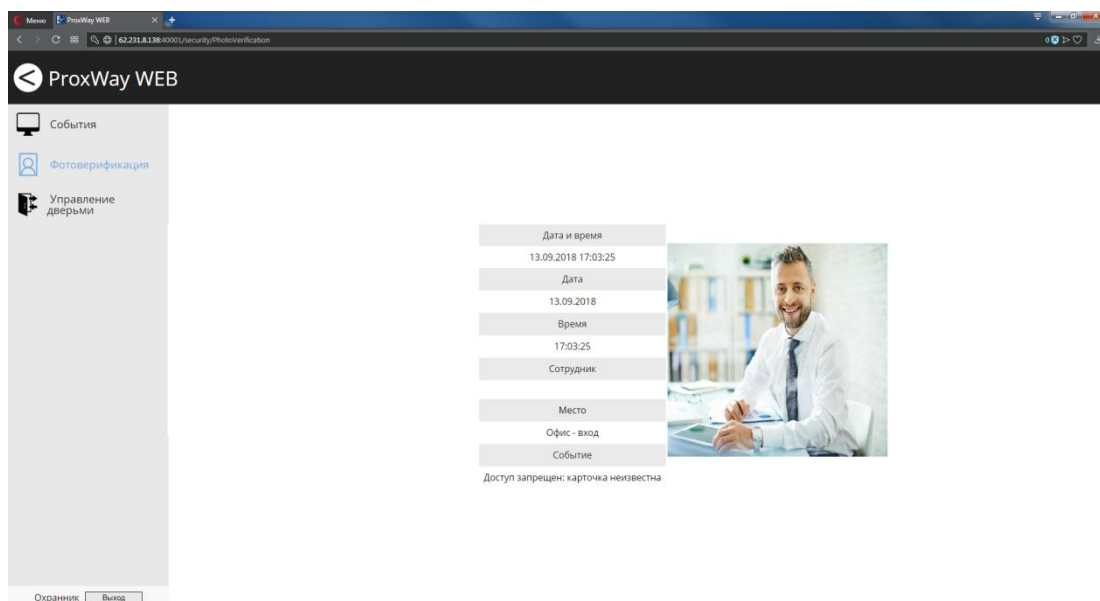 Меню
ProxWay WEB
62.231.8.138:40001/security/PhotoVerification
0
ProxWay WEB
События
Фотоверификация
Управление
дверьми
Дата и время
13.09.2018 17:03:25
Дата
13.09.2018
Время
17:03:25
Сотрудник
Место
Офис - вход
Событие
Доступ запрещен: карточка неизвестна
Охранник
Выход